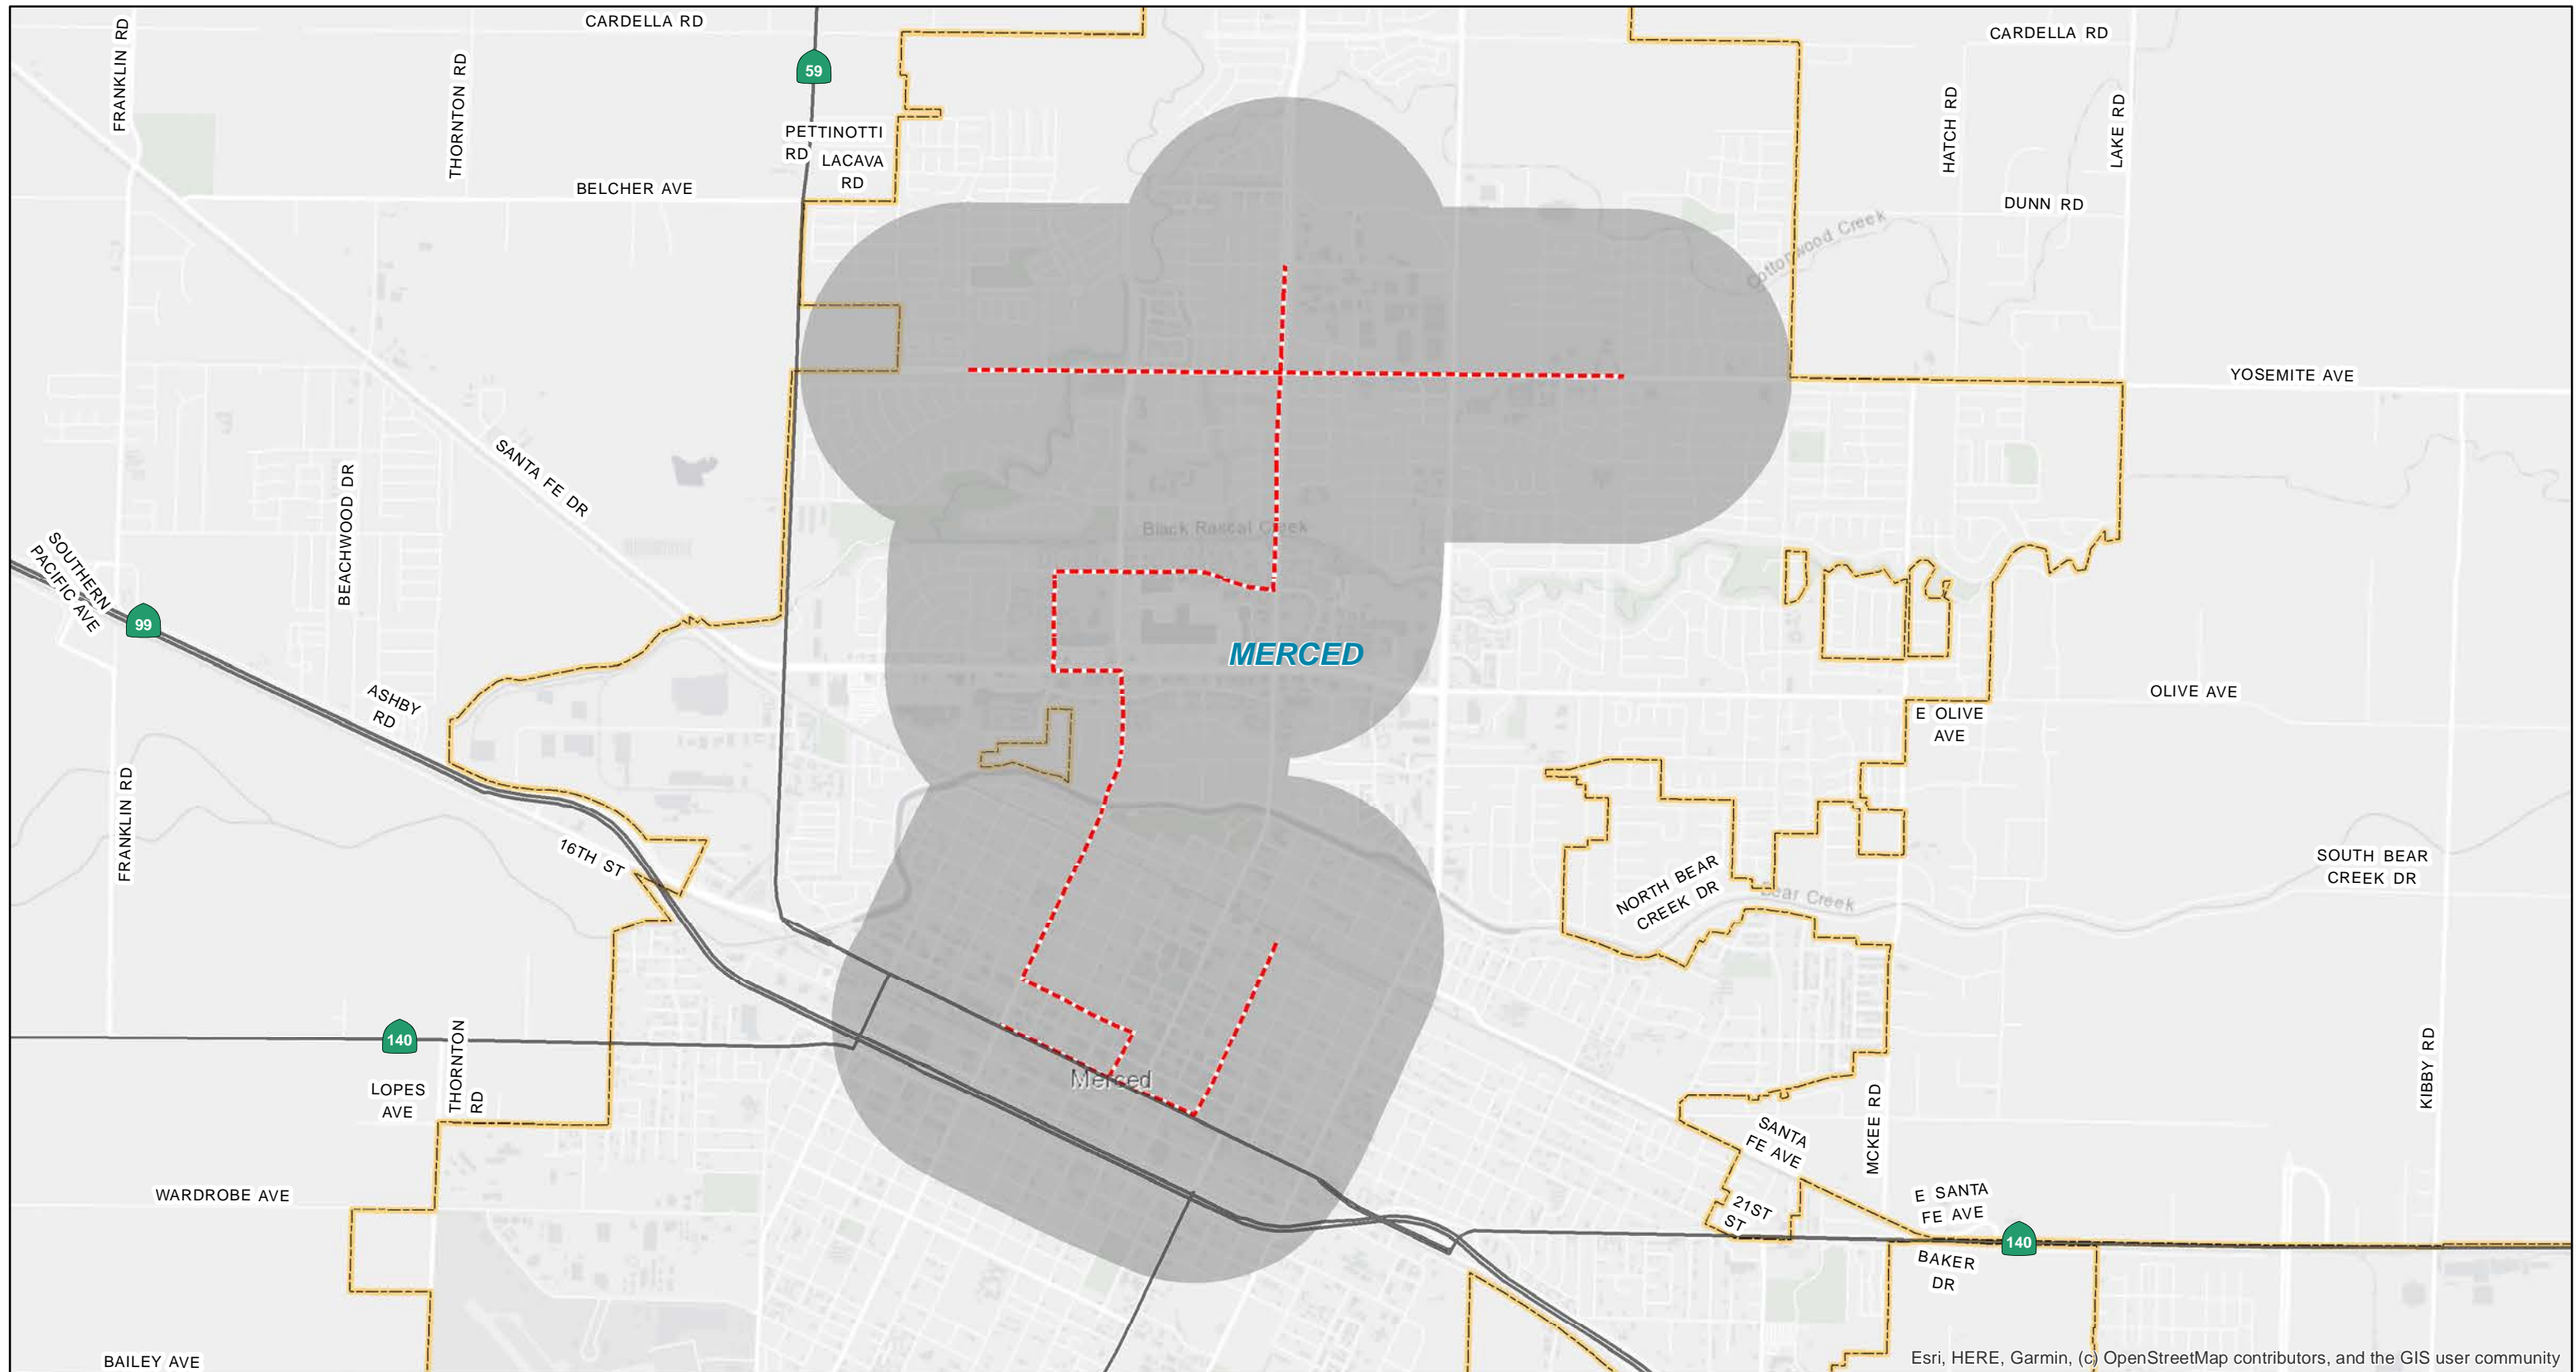 CARDELLA RD
CARDELLA RD
FRANKLIN RD
THORNTON RD
59
HATCH RD
LAKE RD
PETTINOTTI
RD
LACAVA
RD
BELCHER AVE
DUNN RD
Cottonwood Creek
YOSEMITE AVE
SANTA FE DR
BEACHWOOD DR
SOUTHERN
PACIFIC AVE
99
Black Rascal Creek
MERCED
ASHBY
RD
OLIVE AVE
E OLIVE
AVE
FRANKLIN RD
16TH ST
NORTH BEAR
CREEK DR
Bear Creek
SOUTH BEAR
CREEK DR
140
THORNTON
RD
LOPES
AVE
Merced
KIBBY RD
MCKEE RD
SANTA
FE AVE
WARDROBE AVE
21ST
ST
E SANTA
FE AVE
140
BAKER
DR
BAILEY AVE
Esri, HERE, Garmin, (c) OpenStreetMap contributors, and the GIS user community